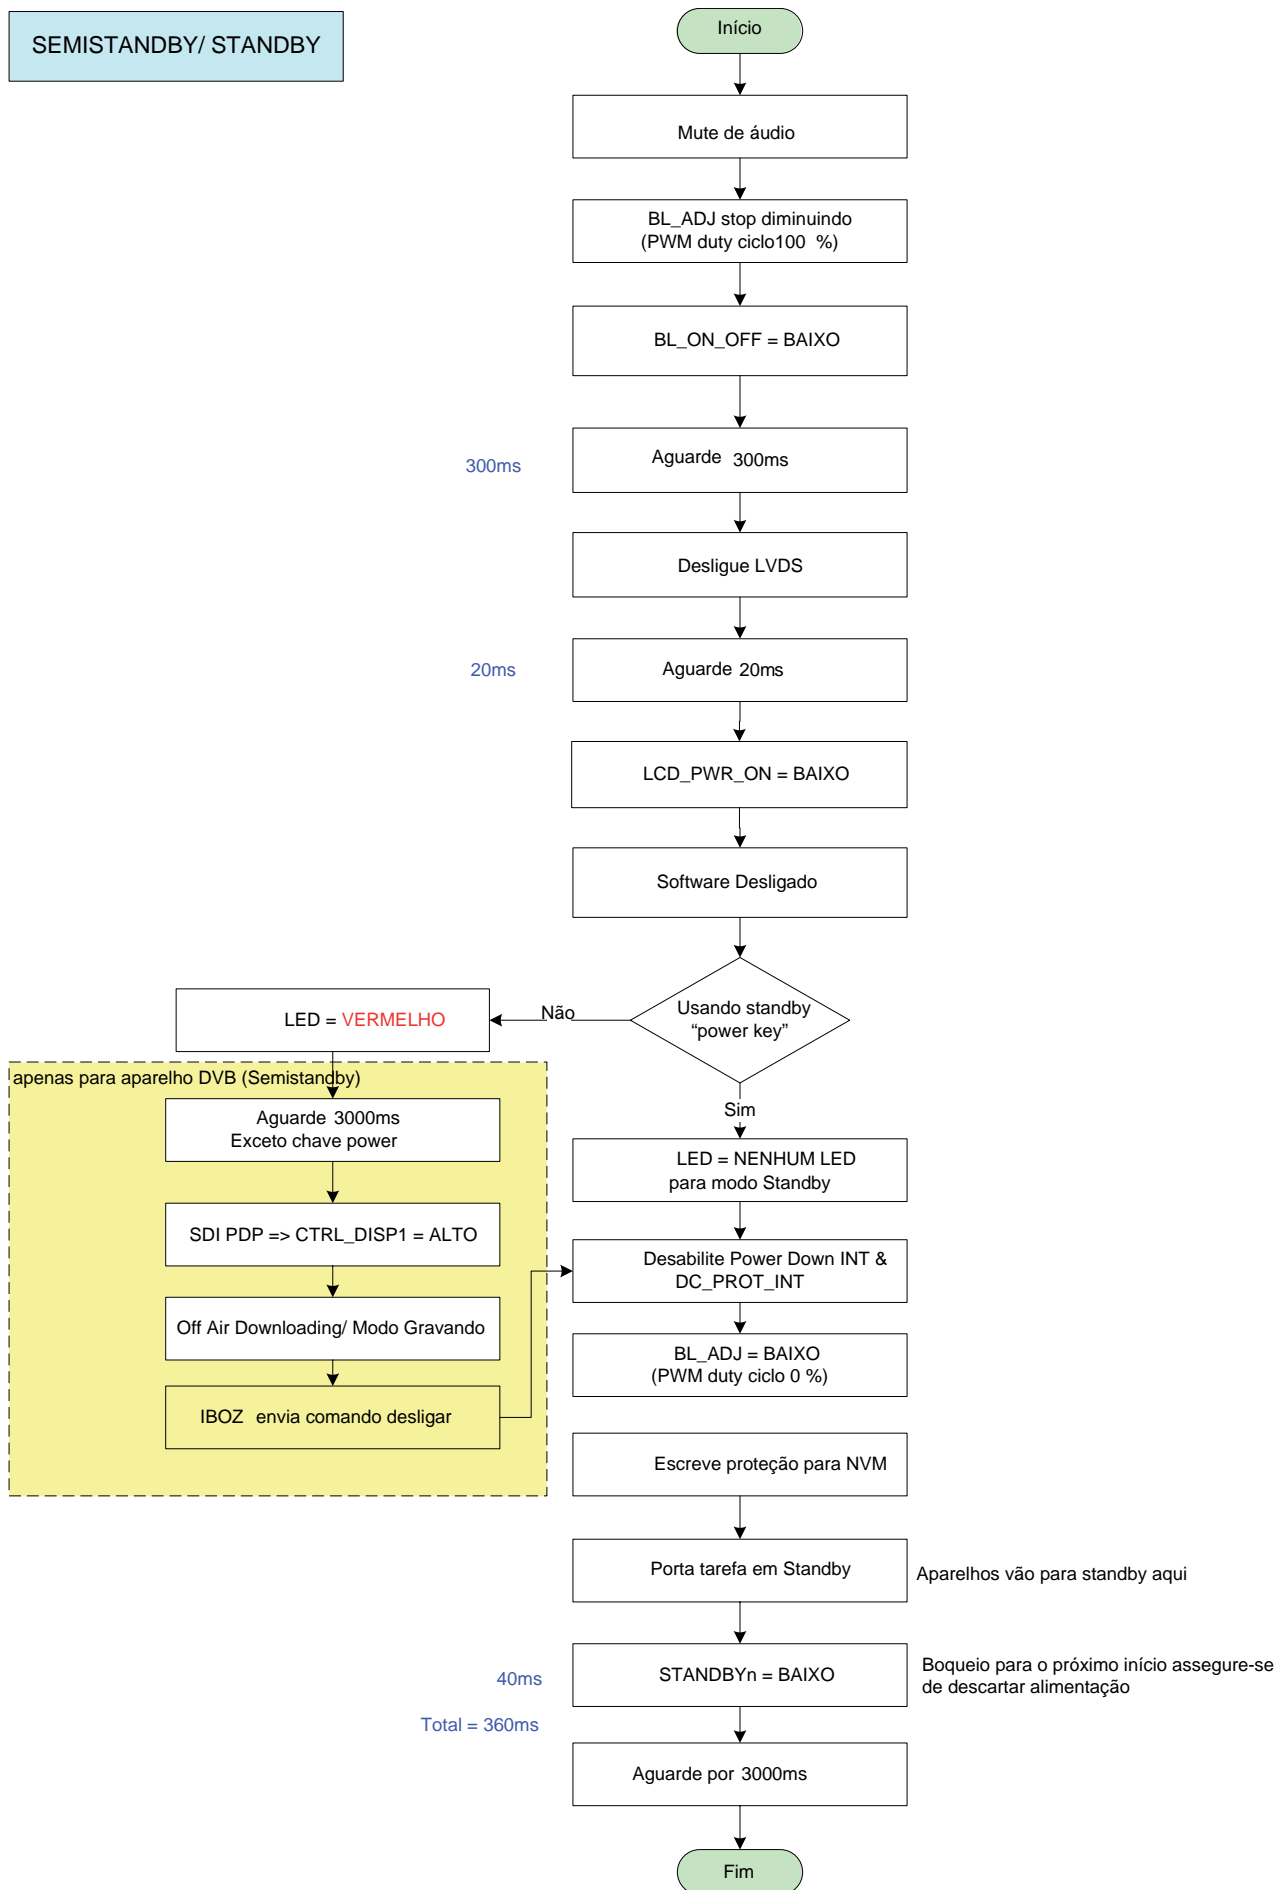 SEMISTANDBY/ STANDBY
Início
Mute de áudio
BL_ADJ stop diminuindo
(PWM duty ciclo100 %)
BL_ON_OFF = BAIXO
300ms
Aguarde 300ms
Desligue LVDS
20ms
Aguarde 20ms
LCD_PWR_ON = BAIXO
Software Desligado
Usando standby
“power key”
Não
LED = VERMELHO
apenas para aparelho DVB (Semistandby)
Aguarde 3000ms
Exceto chave power
SDI PDP => CTRL_DISP1 = ALTO
Off Air Downloading/ Modo Gravando
IBOZ envia comando desligar
Sim
LED = NENHUM LED
para modo Standby
Desabilite Power Down INT &
DC_PROT_INT
BL_ADJ = BAIXO
(PWM duty ciclo 0 %)
Escreve proteção para NVM
Porta tarefa em Standby
Aparelhos vão para standby aqui
40ms
STANDBYn = BAIXO
Boqueio para o próximo início assegure-se
de descartar alimentação
Total = 360ms
Aguarde por 3000ms
Fim